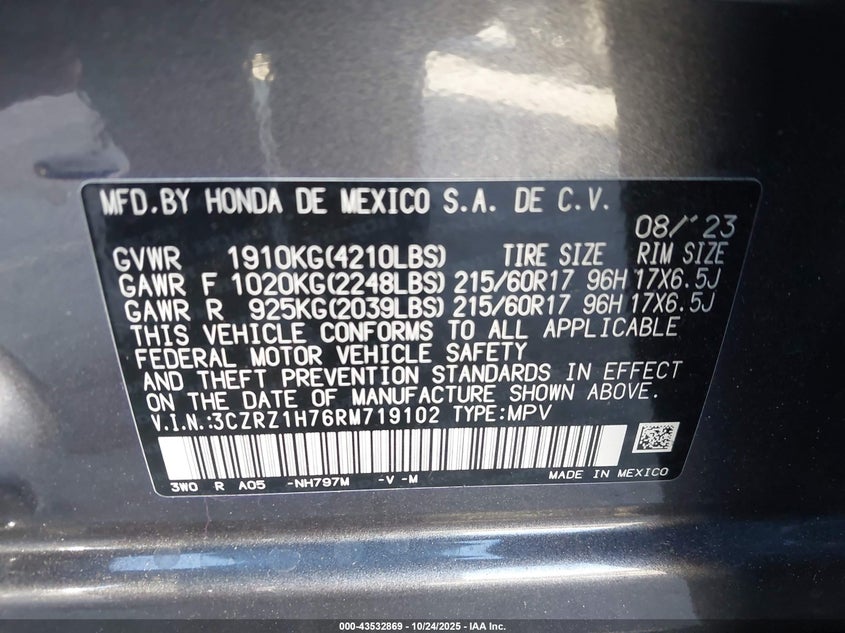 MFD.BY HONDA DE MEXICO S.A. DE C.V.
08/ 23
GVWR 1910KG(4210LBS) TIRE SIZE RIM SIZE
GAWR F 1020KG(2248LBS) 215/60R17 96H 17X6.5J
GAWR R 925KG(2039LBS) 215/60R17 96H 17X6.5J
THIS VEHICLE CONFORMS TO ALL APPLICABLE
FEDERAL MOTOR VEHICLE SAFETY
AND THEFT PREVENTION STANDARDS IN EFFECT
ON THE DATE OF MANUFACTURE SHOWN ABOVE.
V.I.N.:3CZRZ1H76RM719102 TYPE:MPV
3W0 R A05 -NH797M -V -M MADE IN MEXICO
000-43532869 - 10/24/2025 - IAA Inc.